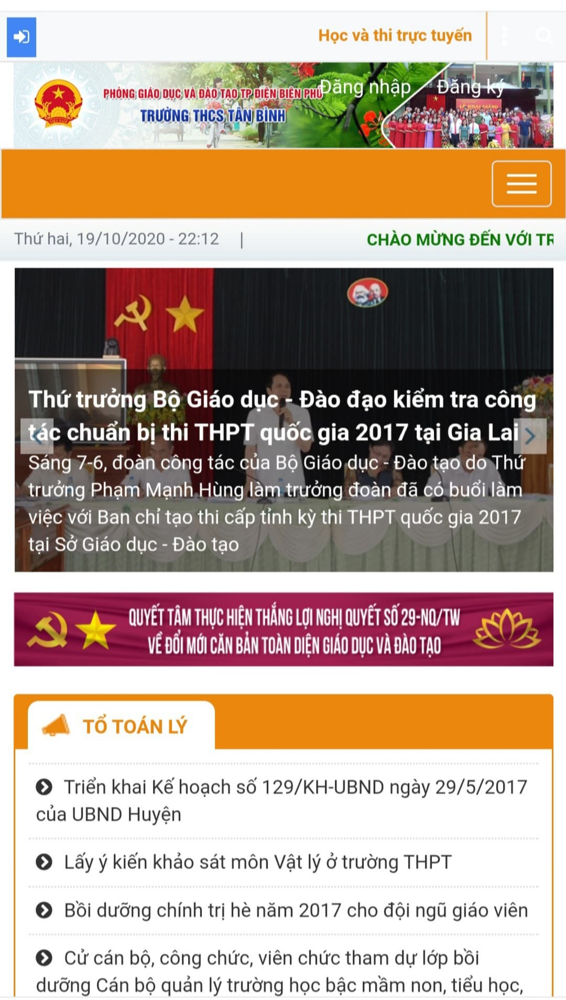 Học và thi trực tuyến
PHÒNG GIÁO DỤC VÀ ĐÀO TẠO TP ĐIỆN BIÊN PHỦ
Đăng nhập
Đăng ký
TRƯỜNG THCS TÂN BÌNH
LỄ KHAI GIẢNG
VIỆT NAM
Thứ hai, 19/10/2020 - 22:12 |
CHÀO MỪNG ĐẾN VỚI TR
Thứ trưởng Bộ Giáo dục - Đào đạo kiểm tra công
tác chuẩn bị thi THPT quốc gia 2017 tại Gia Lai
Sáng 7-6, đoàn công tác của Bộ Giáo dục - Đào tạo do Thứ
trưởng Phạm Mạnh Hùng làm trưởng đoàn đã có buổi làm
việc với Ban chỉ tạo thi cấp tỉnh kỳ thi THPT quốc gia 2017
tại Sở Giáo dục - Đào tạo
QUYẾT TÂM THỰC HIỆN THẮNG LỢI NGHỊ QUYẾT SỐ 29-NQ/TW
VỀ ĐỔI MỚI CĂN BẢN TOÀN DIỆN GIÁO DỤC VÀ ĐÀO TẠO
TỔ TOÁN LÝ
Triển khai Kế hoạch số 129/KH-UBND ngày 29/5/2017
của UBND Huyện
Lấy ý kiến khảo sát môn Vật lý ở trường THPT
Bồi dưỡng chính trị hè năm 2017 cho đội ngũ giáo viên
Cử cán bộ, công chức, viên chức tham dự lớp bồi
dưỡng Cán bộ quản lý trường học bậc mầm non, tiểu học,